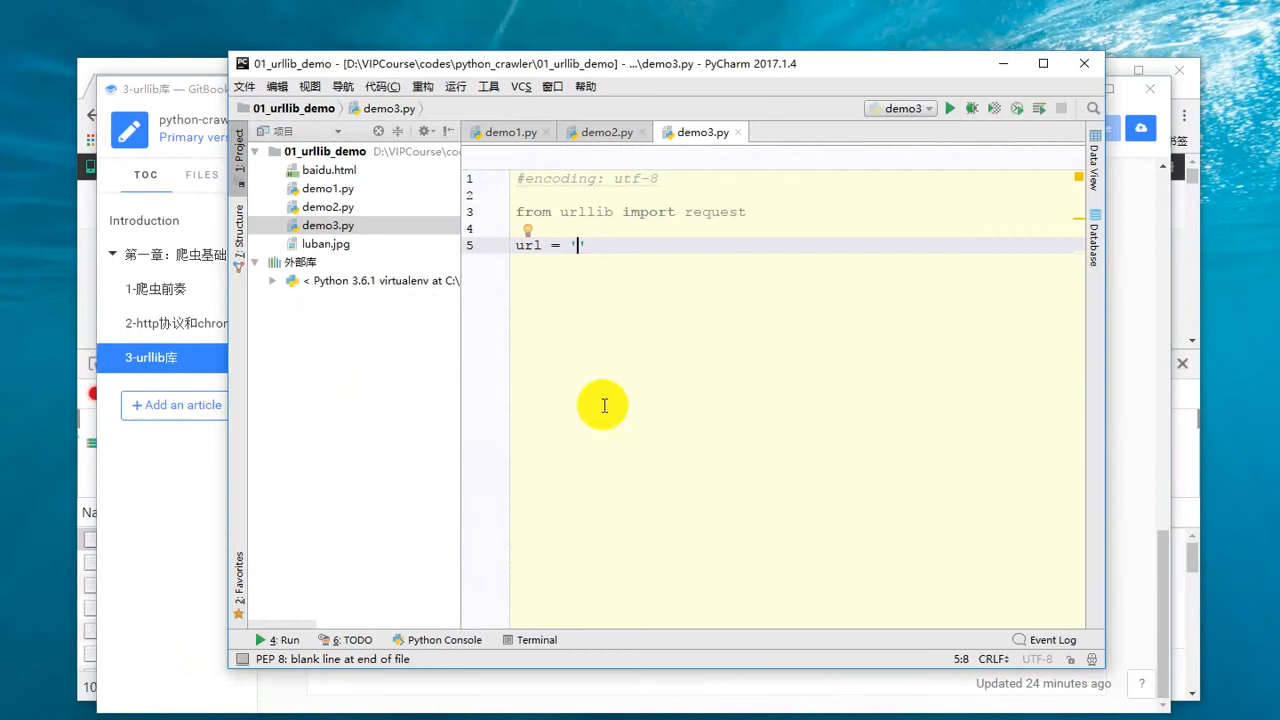 01_urllib_demo - [D:\VIPCourse\codes\python_crawler\01_urllib_demo] - ...\demo3.py - PyCharm 2017.1.4
文件 编辑 视图 导航 代码(C) 重构 运行 工具 VCS 窗口 帮助
01_urllib_demo demo3.py demo3
项目 demo1.py demo2.py demo3.py
01_urllib_demo D:\VIPCourse\cod
baidu.html
demo1.py
demo2.py
demo3.py
luban.jpg
外部库
< Python 3.6.1 virtualenv at C:\
1 #encoding: utf-8
2
3 from urllib import request
4
5 url = ''
1: Project
7: Structure
2: Favorites
Data View
Database
4: Run 6: TODO Python Console Terminal Event Log
PEP 8: blank line at end of file 5:8 CRLF UTF-8
3-urllib库 — GitBook
python-craw
Primary vers
TOC FILES
Introduction
第一章：爬虫基础
1-爬虫前奏
2-http协议和chron
3-urllib库
+ Add an article
Updated 24 minutes ago ?
书签
Na
10